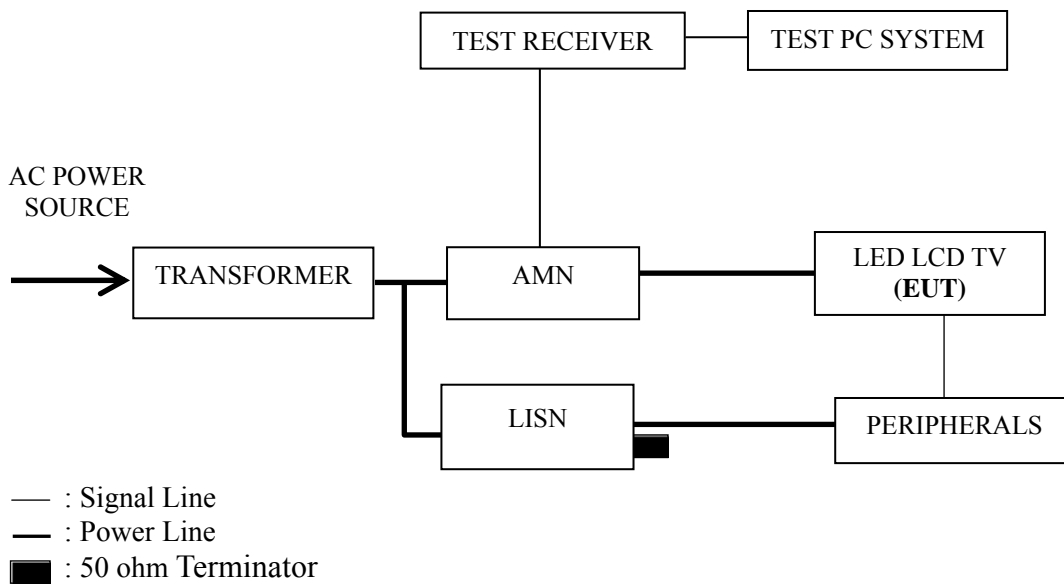 TEST RECEIVER
TEST PC SYSTEM
AC POWER
SOURCE
TRANSFORMER
AMN
LED LCD TV
(EUT)
LISN
PERIPHERALS
: Signal Line
: Power Line
: 50 ohm Terminator